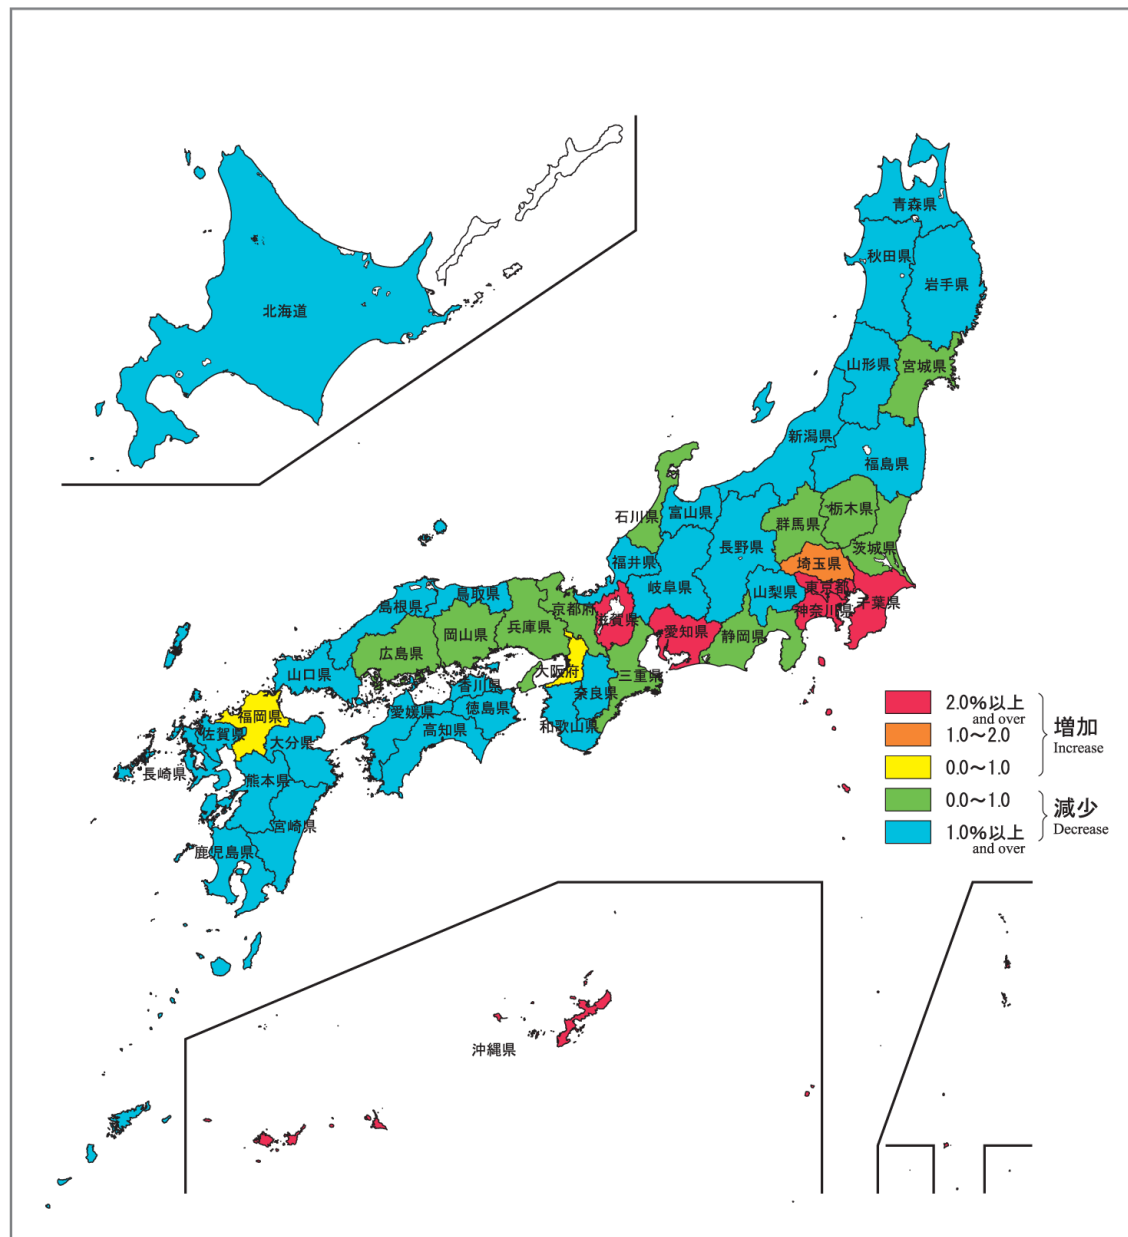 北海道
青森県
秋田県
岩手県
山形県
宮城県
新潟県
福島県
石川県
富山県
群馬県
栃木県
茨城県
福井県
長野県
埼玉県
岐阜県
山梨県
東京都
千葉県
神奈川県
島根県
鳥取県
京都府
滋賀県
愛知県
静岡県
兵庫県
岡山県
広島県
大阪府
三重県
山口県
香川県
奈良県
愛媛県
徳島県
和歌山県
高知県
福岡県
佐賀県
大分県
長崎県
熊本県
宮崎県
鹿児島県
沖縄県
2.0%以上
and over
1.0～2.0
0.0～1.0
増加
Increase
0.0～1.0
1.0%以上
and over
減少
Decrease